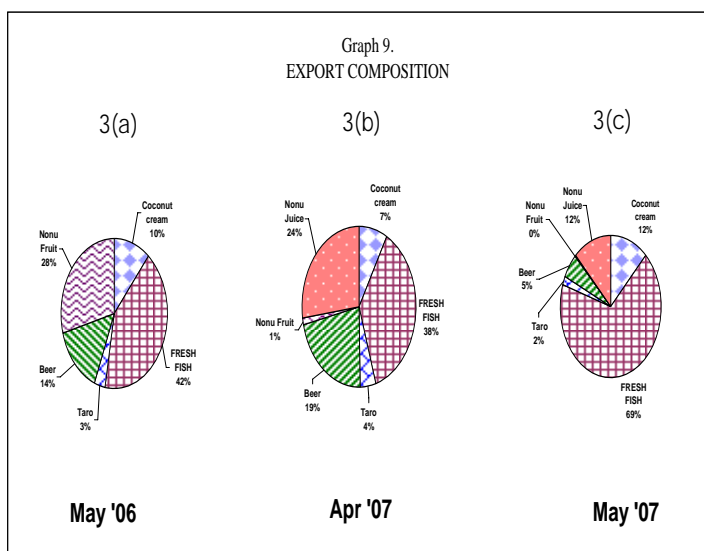 Graph 9.
EXPORT COMPOSITION
3(a)
3(b)
3(c)
Coconut
cream
10%
Nonu
Fruit
28%
FRESH
FISH
42%
Beer
14%
Taro
3%
May '06
Coconut
cream
7%
Nonu
Juice
24%
FRESH
FISH
38%
Nonu Fruit
1%
Beer
19%
Taro
4%
Apr '07
Nonu
Juice
12%
Coconut
cream
12%
Nonu
Fruit
0%
Beer
5%
Taro
2%
FRESH
FISH
69%
May '07